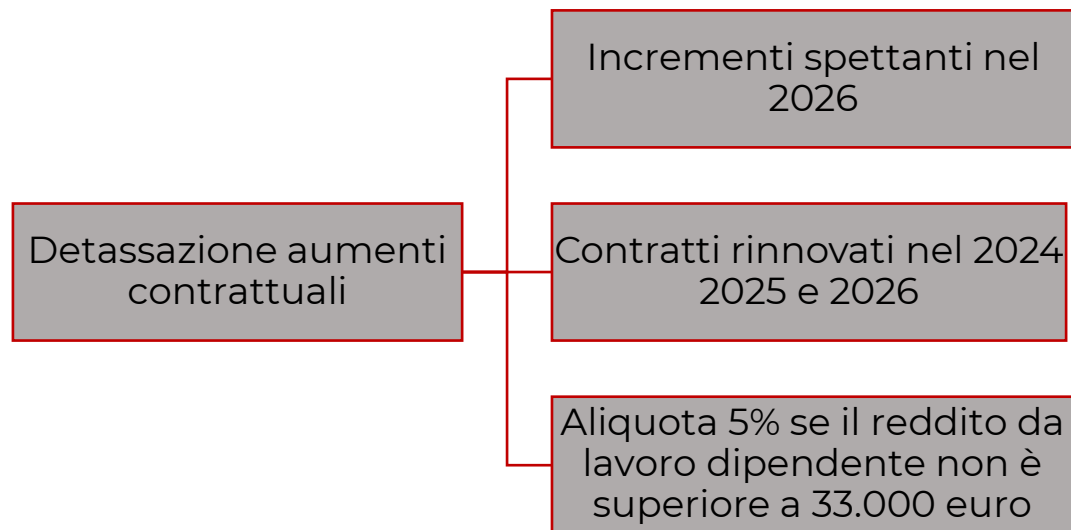 Incrementi spettanti nel
2026
Detassazione aumenti
contrattuali
Contratti rinnovati nel 2024
2025 e 2026
Aliquota 5% se il reddito da
lavoro dipendente non è
superiore a 33.000 euro